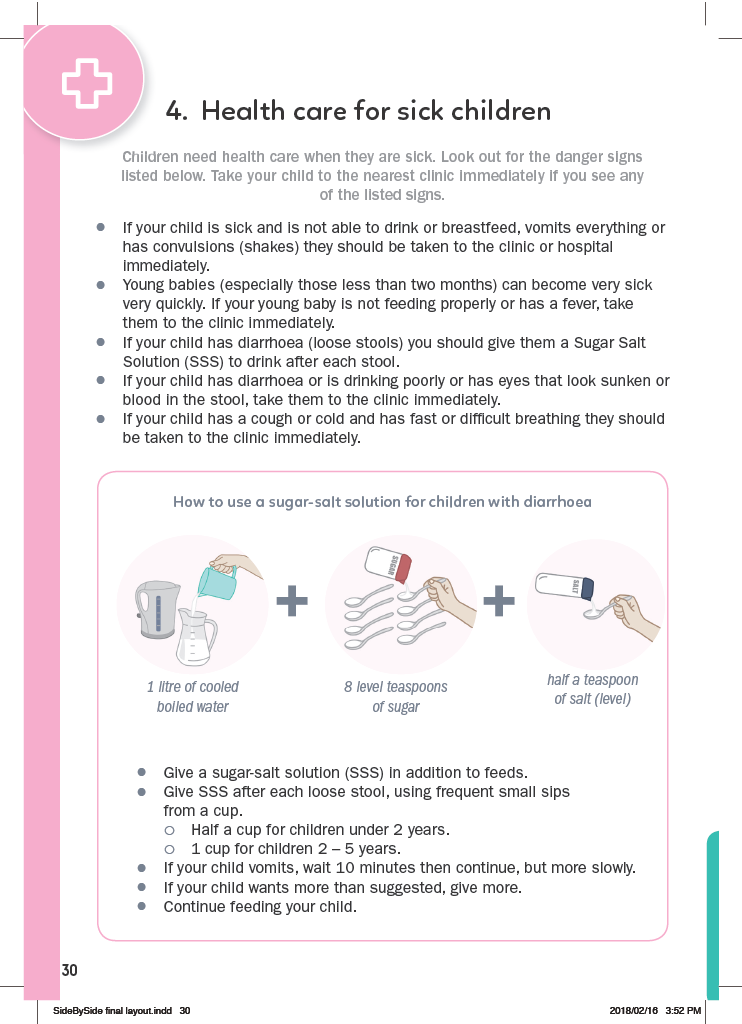 4. Health care for sick children
Children need health care when they are sick. Look out for the danger signs
listed below. Take your child to the nearest clinic immediately if you see any
of the listed signs.
● If your child is sick and is not able to drink or breastfeed, vomits everything or
has convulsions (shakes) they should be taken to the clinic or hospital
immediately.
● Young babies (especially those less than two months) can become very sick
very quickly. If your young baby is not feeding properly or has a fever, take
them to the clinic immediately.
● If your child has diarrhoea (loose stools) you should give them a Sugar Salt
Solution (SSS) to drink after each stool.
● If your child has diarrhoea or is drinking poorly or has eyes that look sunken or
blood in the stool, take them to the clinic immediately.
● If your child has a cough or cold and has fast or difficult breathing they should
be taken to the clinic immediately.
How to use a sugar-salt solution for children with diarrhoea
SUGAR
SALT
1 litre of cooled
boiled water
8 level teaspoons
of sugar
half a teaspoon
of salt (level)
● Give a sugar-salt solution (SSS) in addition to feeds.
● Give SSS after each loose stool, using frequent small sips
from a cup.
○ Half a cup for children under 2 years.
○ 1 cup for children 2 – 5 years.
● If your child vomits, wait 10 minutes then continue, but more slowly.
● If your child wants more than suggested, give more.
● Continue feeding your child.
30
SideBySide final layout.indd 30
2018/02/16 3:52 PM